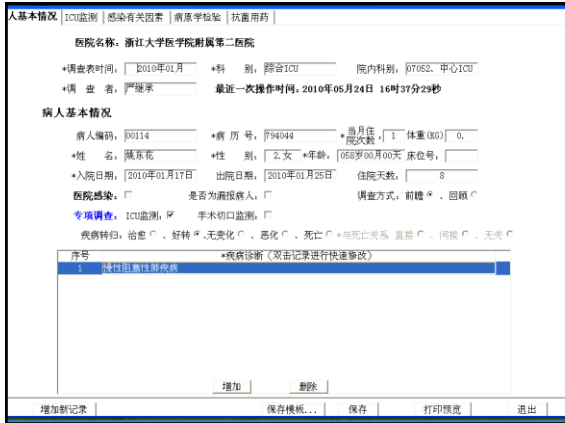 人基本情况 ICU监测 感染有关因素 病原学检验 抗菌用药
医院名称: 浙江大学医学院附属第二医院
*调查表时间: 2010年01月 *科 别: 综合ICU 院内科别: 07052、中心ICU
*调 查 者: 严继承 最近一次操作时间:2010年05月24日 16时37分29秒
病人基本情况
病人编码: 00114 *病 历 号: 794044 *当月住院次数: 1 体重(KG) 0.
*姓 名: 姚东花 *性 别: 2.女 *年龄: 058岁00月00天 床位号:
*入院日期: 2010年01月17日 出院日期: 2010年01月25日 住院天数: 8
医院感染: 是否为漏报病人: 调查方式: 前瞻 、回顾
专项调查: ICU监测: 手术切口监测:
疾病转归: 治愈 、好转 、无变化 、恶化 、死亡 *与死亡关系 直接 、间接 、无关
序号 *疾病诊断(双击记录进行快速修改)
1 慢性阻塞性肺疾病
增加 删除
增加新记录 保存模板... 保存 打印预览 退出